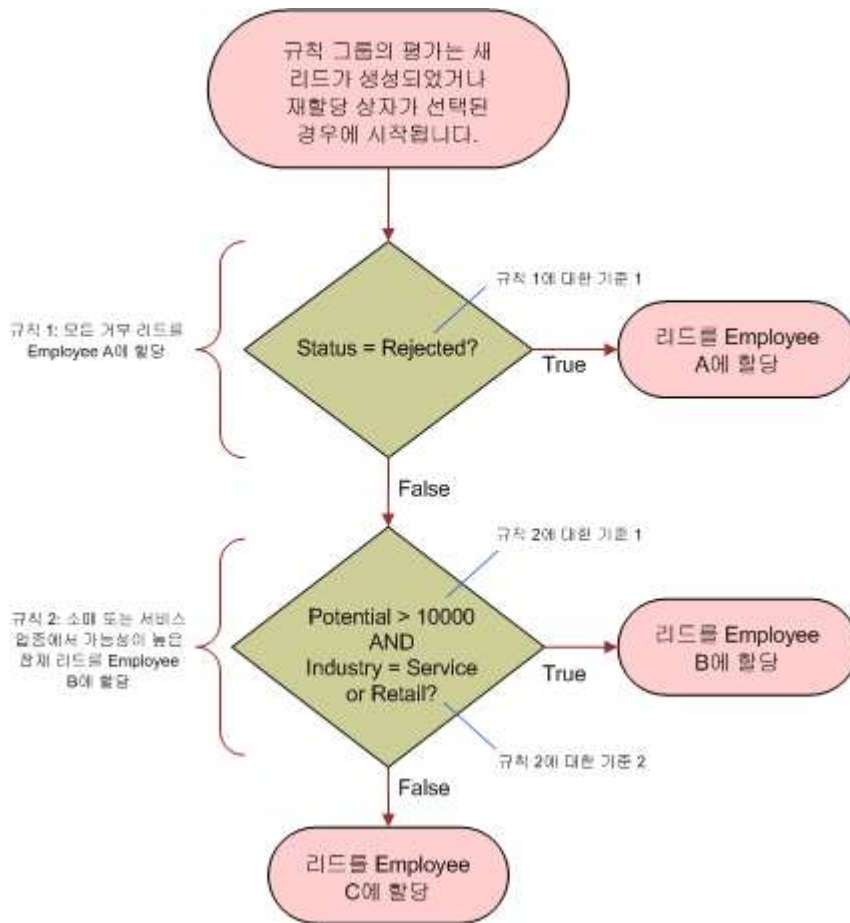 규칙 그룹의 평가는 새
리드가 생성되었거나
재할당 상자가 선택된
경우에 시작됩니다.
규칙 1에 대한 기준 1
규칙 1: 모든 거부 리드를
Employee A에 할당
Status = Rejected?
True
리드를 Employee
A에 할당
False
규칙 2에 대한 기준 1
규칙 2: 소매 또는 서비스
업종에서 가능성이 높은
잠재 리드를 Employee
B에 할당
Potential > 10000
AND
Industry = Service
or Retail?
True
리드를 Employee
B에 할당
규칙 2에 대한 기준 2
False
리드를 Employee
C에 할당